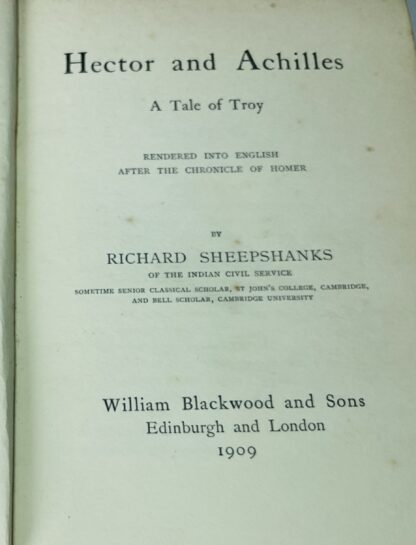 Hector and Achilles
A Tale of Troy
RENDERED INTO ENGLISH
AFTER THE CHRONICLE OF HOMER
BY
RICHARD SHEEPSHANKS
OF THE INDIAN CIVIL SERVICE
SOMETIME SENIOR CLASSICAL SCHOLAR, ST JOHN'S COLLEGE, CAMBRIDGE,
AND BELL SCHOLAR, CAMBRIDGE UNIVERSITY
William Blackwood and Sons
Edinburgh and London
1909